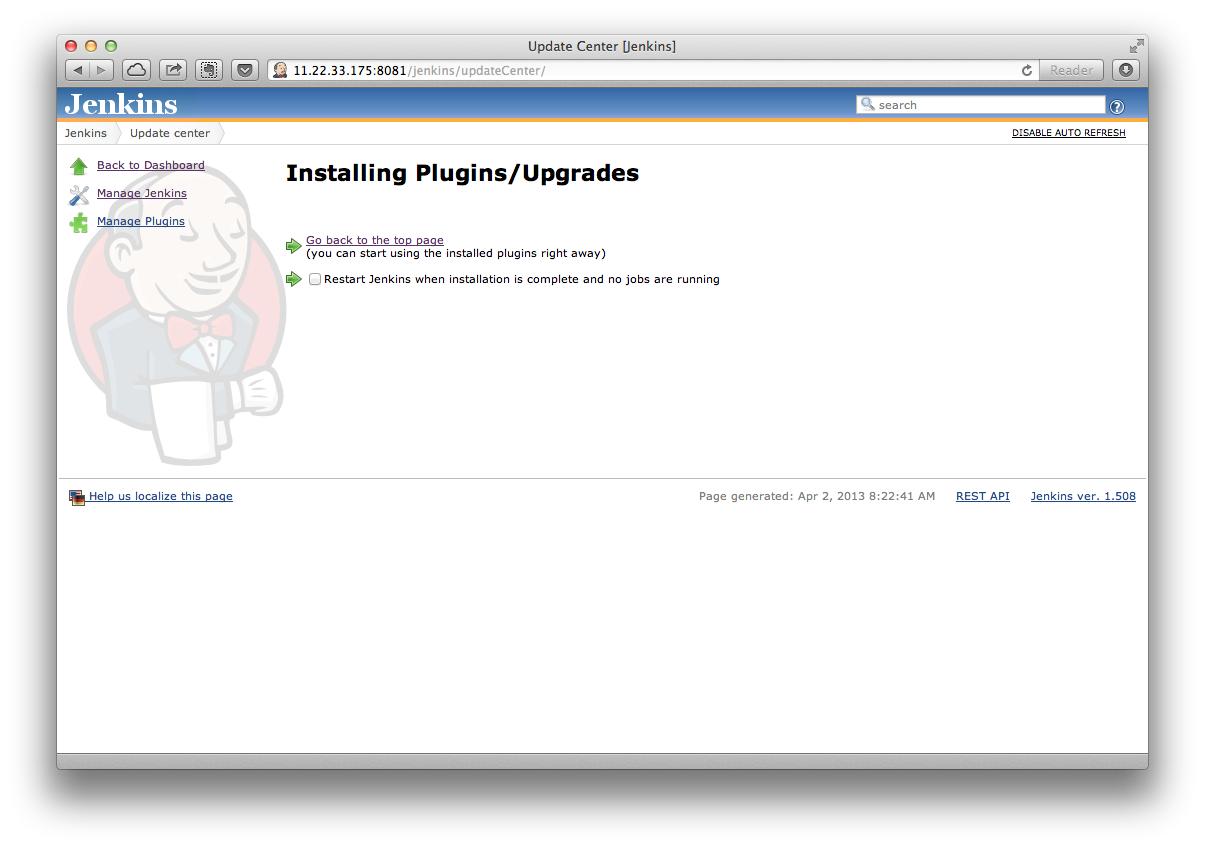 Update Center [Jenkins]
11.22.33.175:8081/jenkins/updateCenter/
Reader
Jenkins
search
?
Jenkins
Update center
DISABLE AUTO REFRESH
Back to Dashboard
Manage Jenkins
Manage Plugins
Installing Plugins/Upgrades
Go back to the top page
(you can start using the installed plugins right away)
Restart Jenkins when installation is complete and no jobs are running
Help us localize this page
Page generated: Apr 2, 2013 8:22:41 AM
REST API
Jenkins ver. 1.508